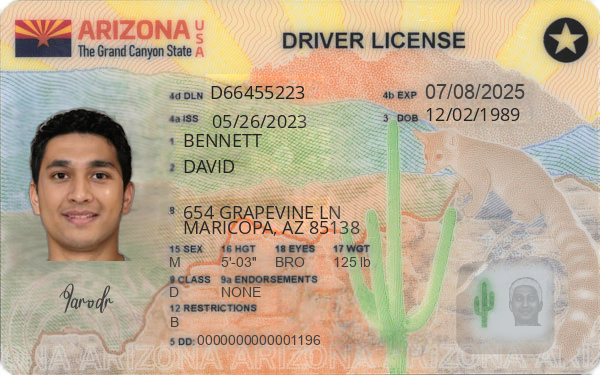 ARIZONA USA
The Grand Canyon State
DRIVER LICENSE
4d DLN D66455223 4b EXP 07/08/2025
4a ISS 05/26/2023 3 DOB 12/02/1989
1 BENNETT
2 DAVID
8 654 GRAPEVINE LN
MARICOPA, AZ 85138
15 SEX 16 HGT 18 EYES 17 WGT
M 5'-03" BRO 125 lb
9 CLASS 9a ENDORSEMENTS
D NONE
12 RESTRICTIONS
B
5 DD: 0000000000001196
ARIZONA ARIZONA ARIZONA ARIZONA